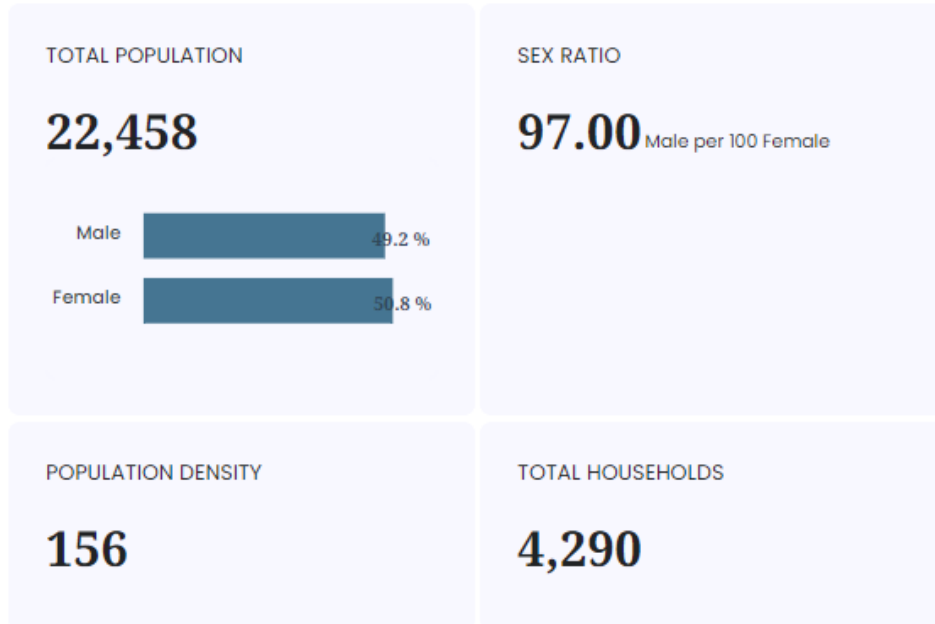 TOTAL POPULATION
22,458
Male 49.2 %
Female 50.8 %
SEX RATIO
97.00 Male per 100 Female
POPULATION DENSITY
156
TOTAL HOUSEHOLDS
4,290